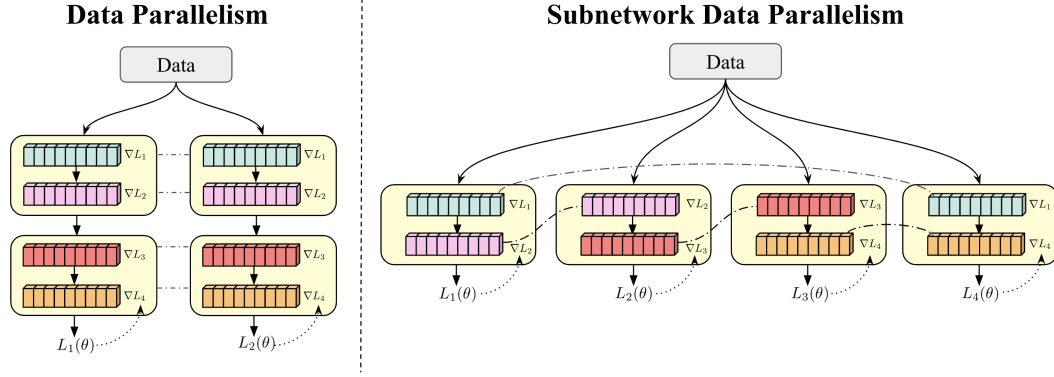 Data Parallelism
Data
∇L₁
∇L₁
∇L₂
∇L₂
∇L₃
∇L₃
∇L₄
∇L₄
L₁(θ)
L₂(θ)
Subnetwork Data Parallelism
Data
∇L₁
∇L₂
∇L₃
∇L₁
∇L₂
∇L₃
∇L₄
∇L₄
L₁(θ)
L₂(θ)
L₃(θ)
L₄(θ)